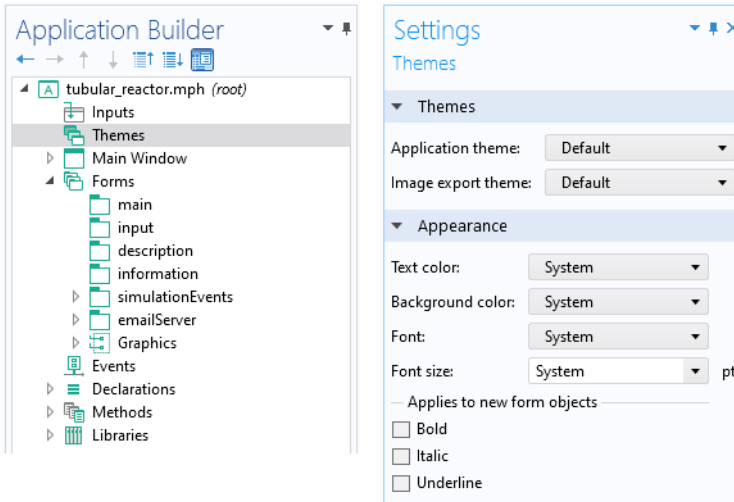 Application Builder
tubular_reactor.mph (root)
Inputs
Themes
Main Window
Forms
main
input
description
information
simulationEvents
emailServer
Graphics
Events
Declarations
Methods
Libraries
Settings
Themes
Themes
Application theme: Default
Image export theme: Default
Appearance
Text color: System
Background color: System
Font: System
Font size: System pt
Applies to new form objects
Bold
Italic
Underline